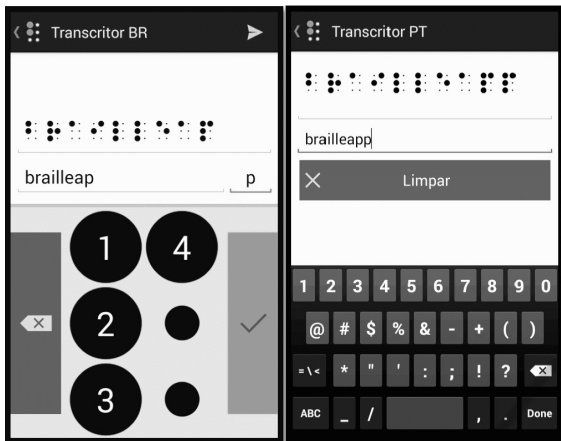 Transcritor BR
⠃⠗⠁⠊⠇⠇⠑⠁⠏
brailleap p
1 4
2
3
Transcritor PT
⠃⠗⠁⠊⠇⠇⠑⠁⠏⠏
brailleapp
Limpar
1 2 3 4 5 6 7 8 9 0
@ # $ % & - + ( )
=\< * " ' : ; ! ?
ABC _ / , . Done